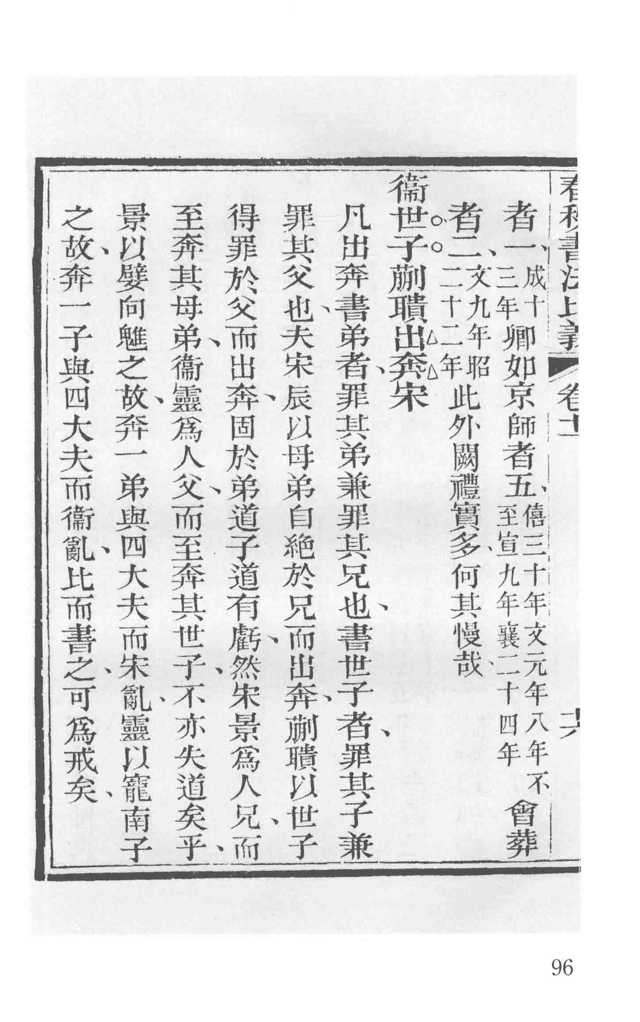 春秋書法比義 卷十二 十六
者一、成十三年卿如京師者五、僖三十年文元年八年不至宣九年襄二十四年會葬
者二、文九年昭二十二年此外闕禮實多、何其慢哉、
衞世子蒯聵出奔宋
凡出奔書弟者、罪其弟兼罪其兄也、書世子者、罪其子兼
罪其父也、夫宋辰以母弟自絶於兄而出奔、蒯聵以世子
得罪於父而出奔、固於弟道子道有虧、然宋景爲人兄、而
至奔其母弟、衞靈爲人父、而至奔其世子、不亦失道矣乎、
景以嬖向魋之故、奔一弟與四大夫而宋亂、靈以寵南子
之故、奔一子與四大夫而衞亂、比而書之、可爲戒矣、
96